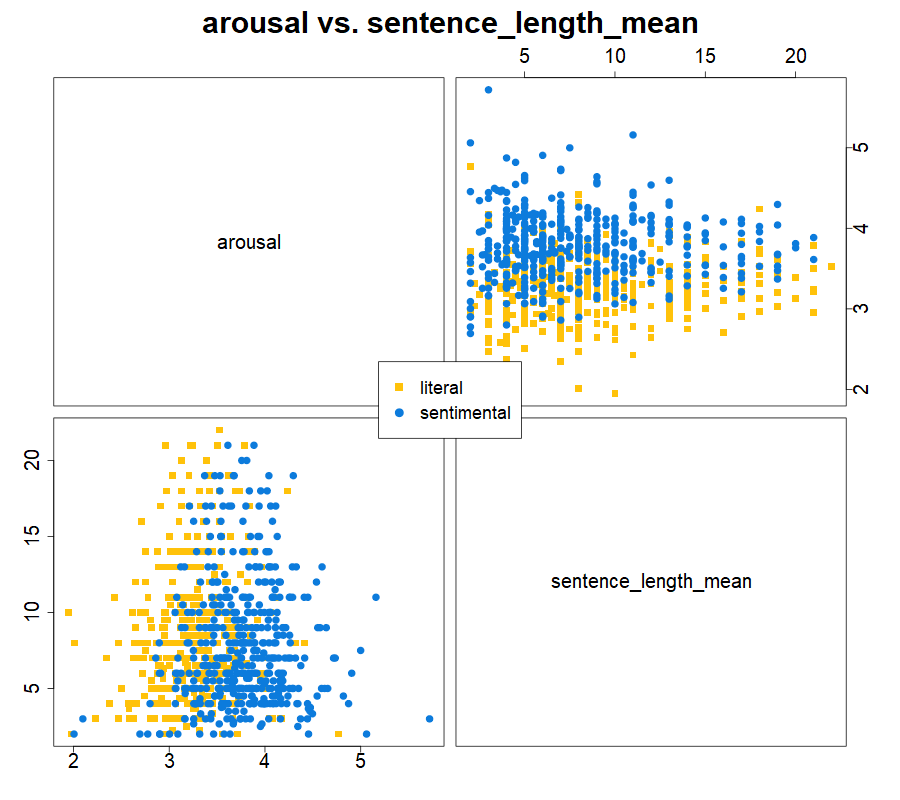 arousal vs. sentence_length_mean
5 10 15 20
arousal
5
4
3
2
literal
sentimental
20
15
10
5
sentence_length_mean
2 3 4 5